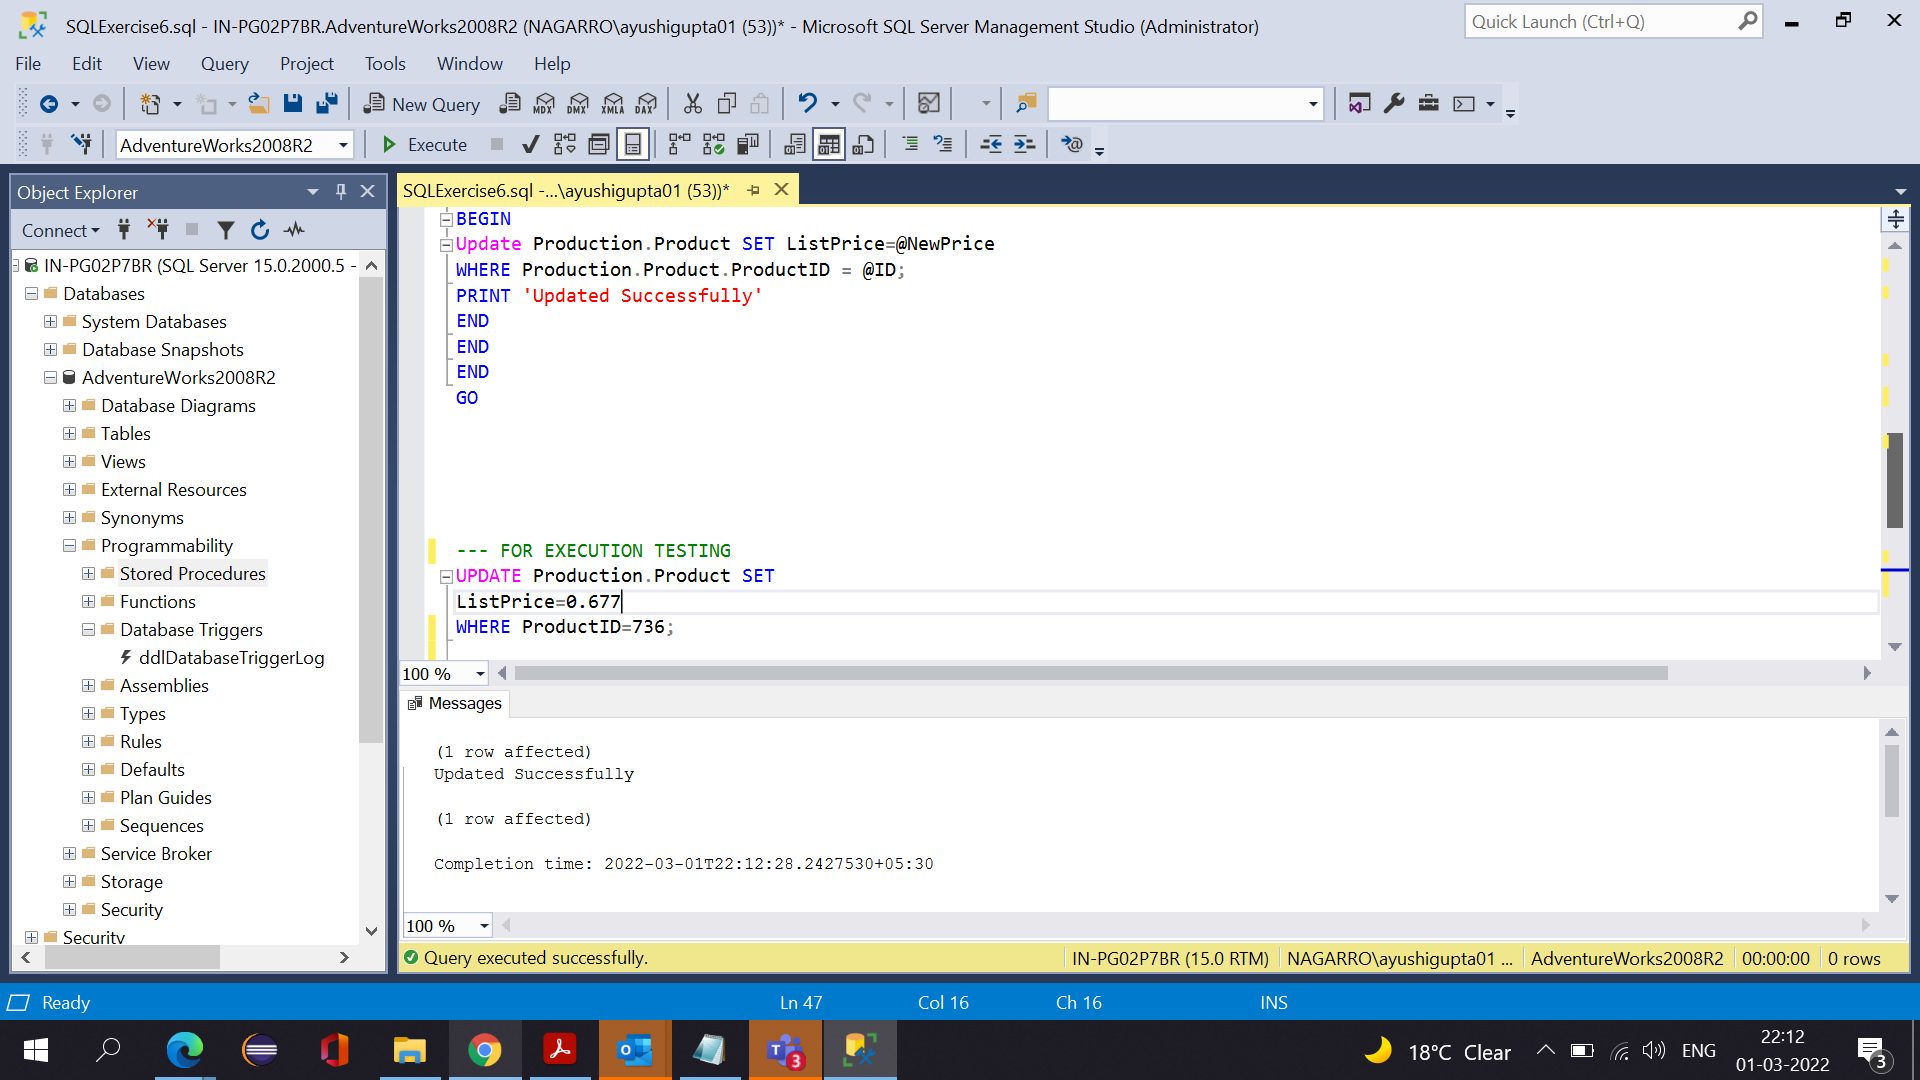 SQLExercise6.sql - IN-PG02P7BR.AdventureWorks2008R2 (NAGARRO\ayushigupta01 (53))* - Microsoft SQL Server Management Studio (Administrator)
Quick Launch (Ctrl+Q)
File Edit View Query Project Tools Window Help
New Query MDX DMX XMLA DAX
AdventureWorks2008R2 Execute
Object Explorer
Connect
IN-PG02P7BR (SQL Server 15.0.2000.5 -
Databases
System Databases
Database Snapshots
AdventureWorks2008R2
Database Diagrams
Tables
Views
External Resources
Synonyms
Programmability
Stored Procedures
Functions
Database Triggers
ddlDatabaseTriggerLog
Assemblies
Types
Rules
Defaults
Plan Guides
Sequences
Service Broker
Storage
Security
Security
SQLExercise6.sql -...\ayushigupta01 (53))*
BEGIN
Update Production.Product SET ListPrice=@NewPrice
WHERE Production.Product.ProductID = @ID;
PRINT 'Updated Successfully'
END
END
END
GO
--- FOR EXECUTION TESTING
UPDATE Production.Product SET
ListPrice=0.677
WHERE ProductID=736;
100 %
Messages
(1 row affected)
Updated Successfully
(1 row affected)
Completion time: 2022-03-01T22:12:28.2427530+05:30
100 %
Query executed successfully. IN-PG02P7BR (15.0 RTM) NAGARRO\ayushigupta01 ... AdventureWorks2008R2 00:00:00 0 rows
Ready Ln 47 Col 16 Ch 16 INS
3
18°C Clear
ENG
22:12
01-03-2022
3